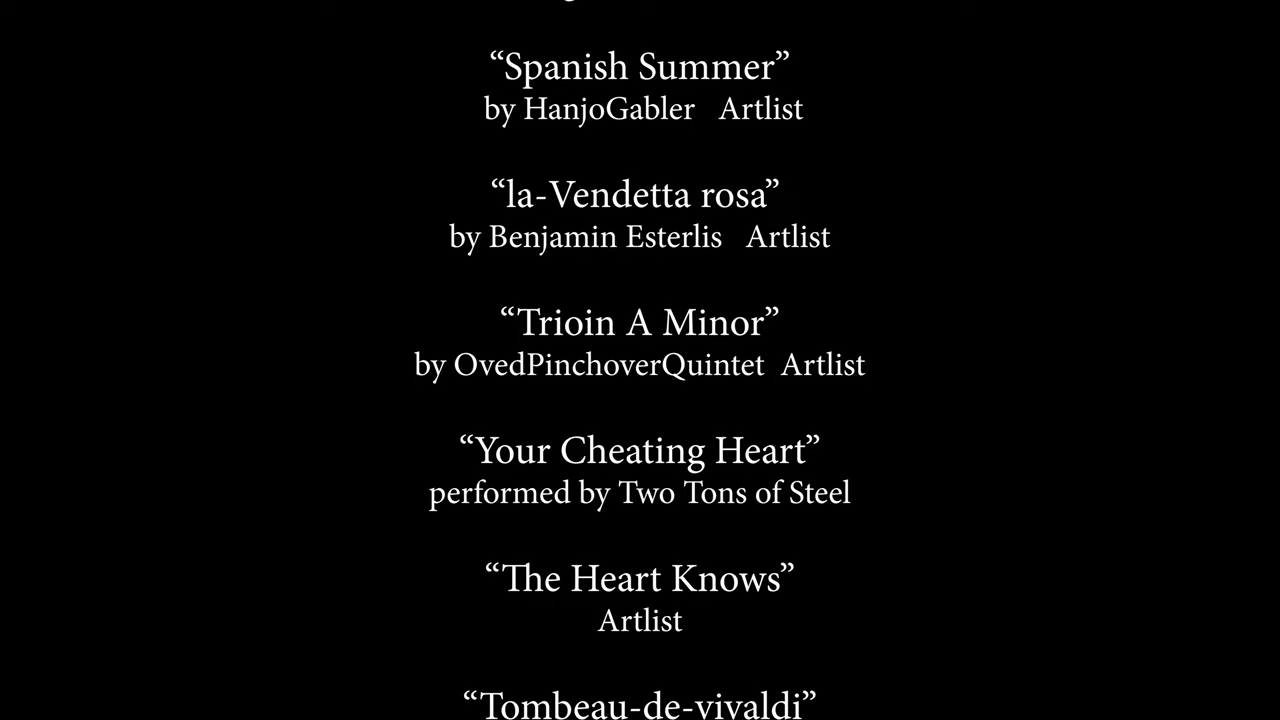 “Spanish Summer”
by HanjoGabler Artlist
“la-Vendetta rosa”
by Benjamin Esterlis Artlist
“Trioin A Minor”
by OvedPinchoverQuintet Artlist
“Your Cheating Heart”
performed by Two Tons of Steel
“The Heart Knows”
Artlist
“Tombeau-de-vivaldi”